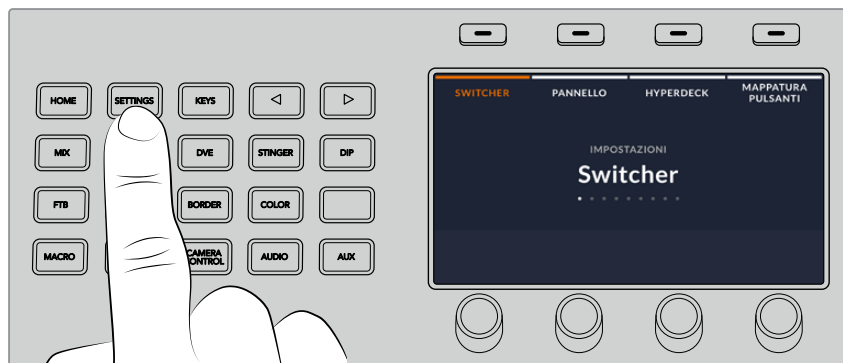 HOME SETTINGS KEYS
MIX DVE STINGER DIP
FTB BORDER COLOR
MACRO CAMERA CONTROL AUDIO AUX
SWITCHER PANNELLO HYPERDECK MAPPATURA PULSANTI
IMPOSTAZIONI
Switcher